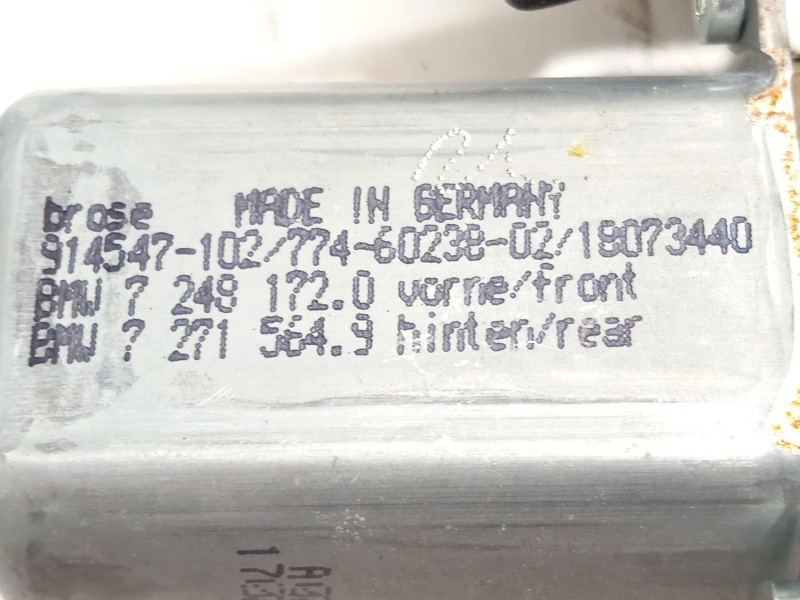 brose MADE IN GERMANY
914547-102/774-60238-02/18073440
BMW 7 249 172.0 vorne/front
BMW 7 271 564.9 hinten/rear